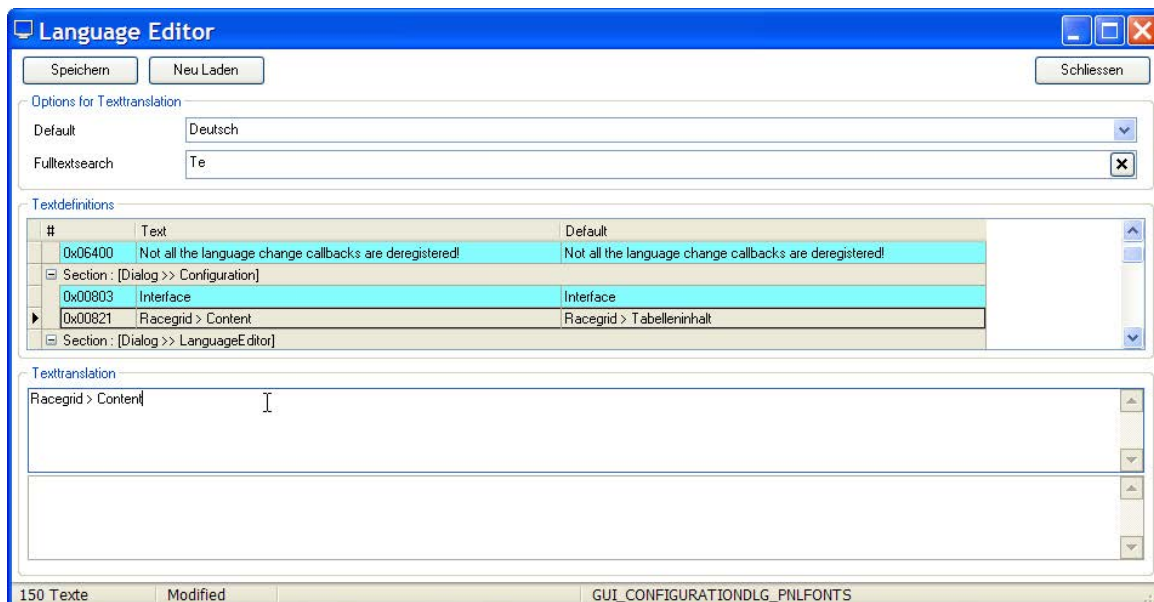 Language Editor
Speichern Neu Laden Schliessen
Options for Texttranslation
Default Deutsch
Fulltextsearch Te
Textdefinitions
# Text Default
0x06400 Not all the language change callbacks are deregistered! Not all the language change callbacks are deregistered!
Section : [Dialog >> Configuration]
0x00803 Interface Interface
0x00821 Racegrid > Content Racegrid > Tabelleninhalt
Section : [Dialog >> LanguageEditor]
Texttranslation
Racegrid > Content
150 Texte Modified GUI_CONFIGURATIONDLG_PNLFONTS